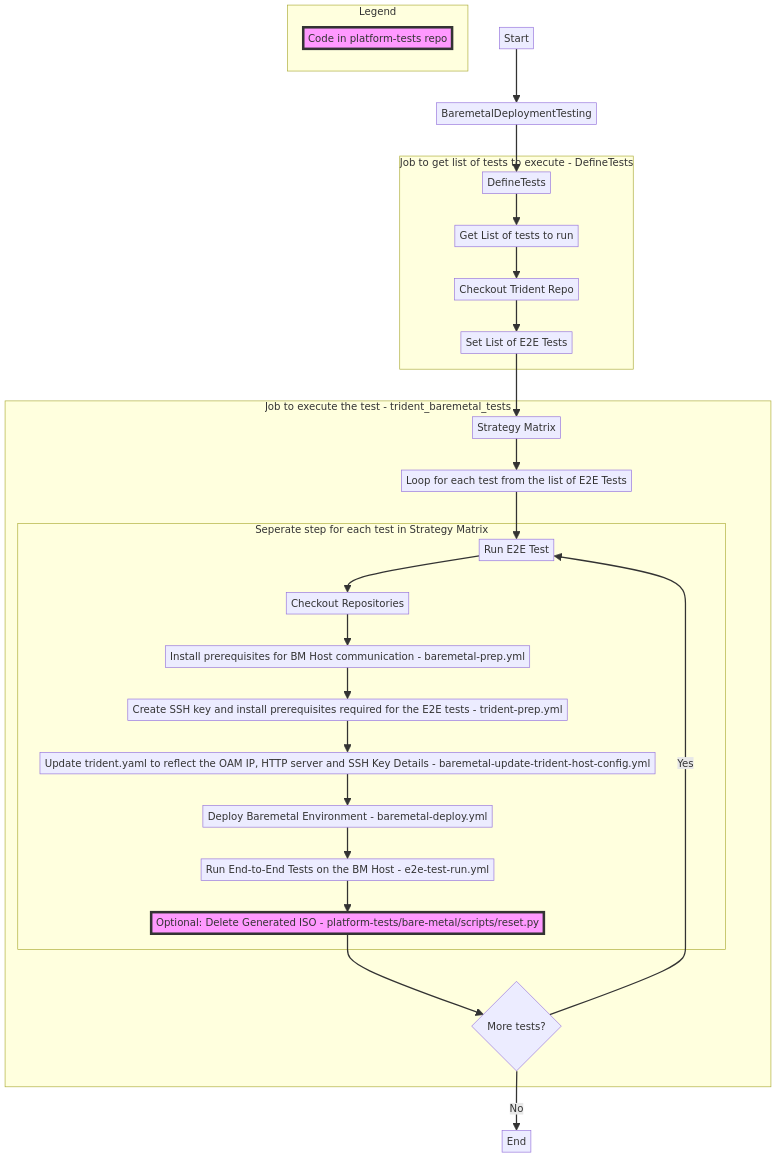 Legend
Code in platform-tests repo
Start
BaremetalDeploymentTesting
Job to get list of tests to execute - DefineTests
DefineTests
Get List of tests to run
Checkout Trident Repo
Set List of E2E Tests
Job to execute the test - trident_baremetal_tests
Strategy Matrix
Loop for each test from the list of E2E Tests
Seperate step for each test in Strategy Matrix
Run E2E Test
Checkout Repositories
Install prerequisites for BM Host communication - baremetal-prep.yml
Create SSH key and install prerequisites required for the E2E tests - trident-prep.yml
Update trident.yaml to reflect the OAM IP, HTTP server and SSH Key Details - baremetal-update-trident-host-config.yml
Yes
Deploy Baremetal Environment - baremetal-deploy.yml
Run End-to-End Tests on the BM Host - e2e-test-run.yml
Optional: Delete Generated ISO - platform-tests/bare-metal/scripts/reset.py
More tests?
No
End